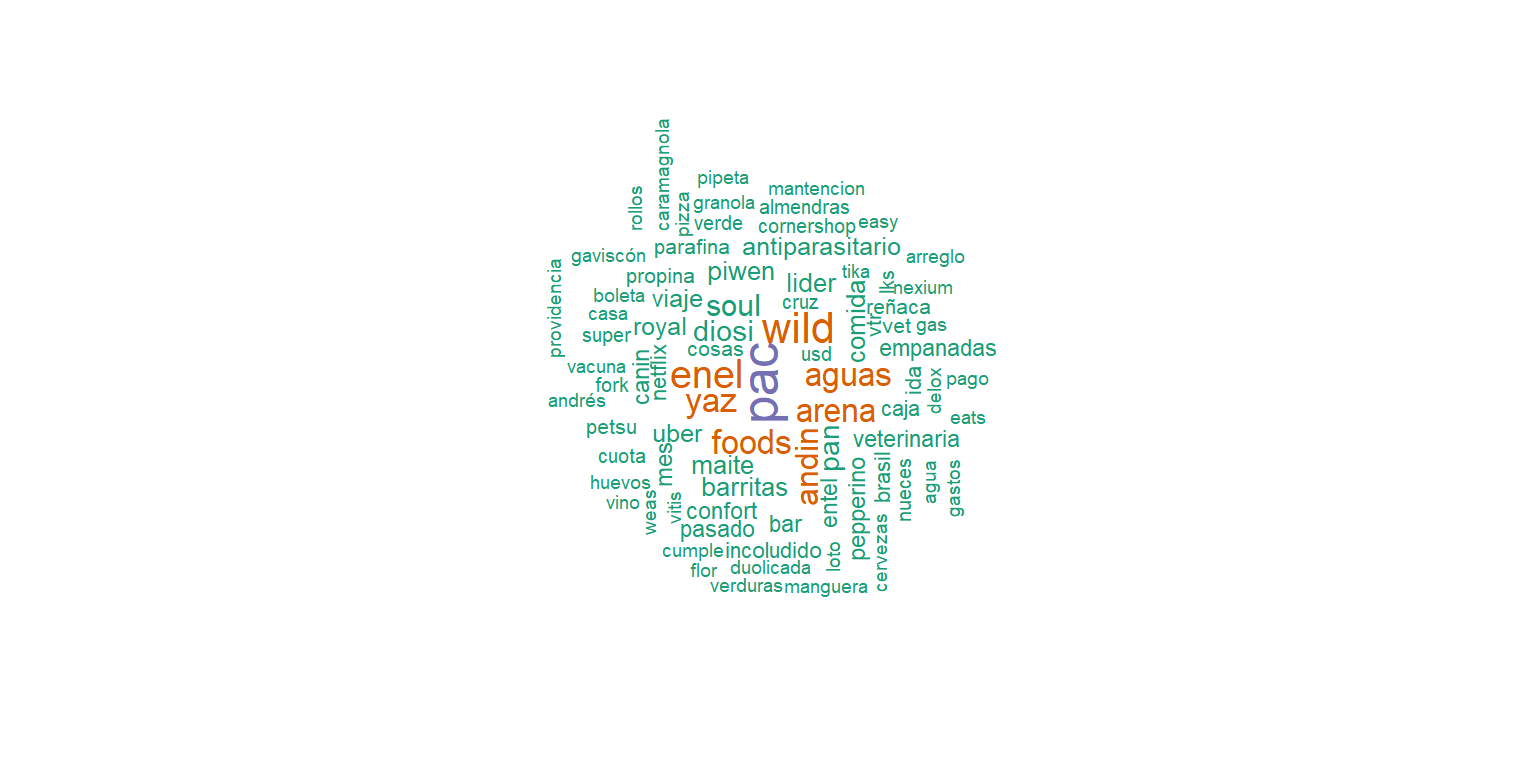 caramagnola
pipeta
mantencion
rollos
pizza
granola
almendras
verde
cornershop
easy
gaviscón
parafina
antiparasitario
arreglo
providencia
propina
piwen
lider
tika
lks
nexium
boleta
viaje
soul
cruz
comida
reñaca
casa
super
royal
diosi
wild
vtr
vet
gas
cosas
pac
usd
empanadas
vacuna
canin
netflix
enel
aguas
ida
delox
pago
fork
andrés
yaz
arena
caja
eats
petsu
uber
foods
andin
pan
veterinaria
cuota
mes
maite
pepperino
brasil
nueces
agua
gastos
huevos
barritas
entel
vino
weas
vitis
confort
pasado
bar
cervezas
cumple
incoludido
loto
flor
duolicada
verduras
manguera